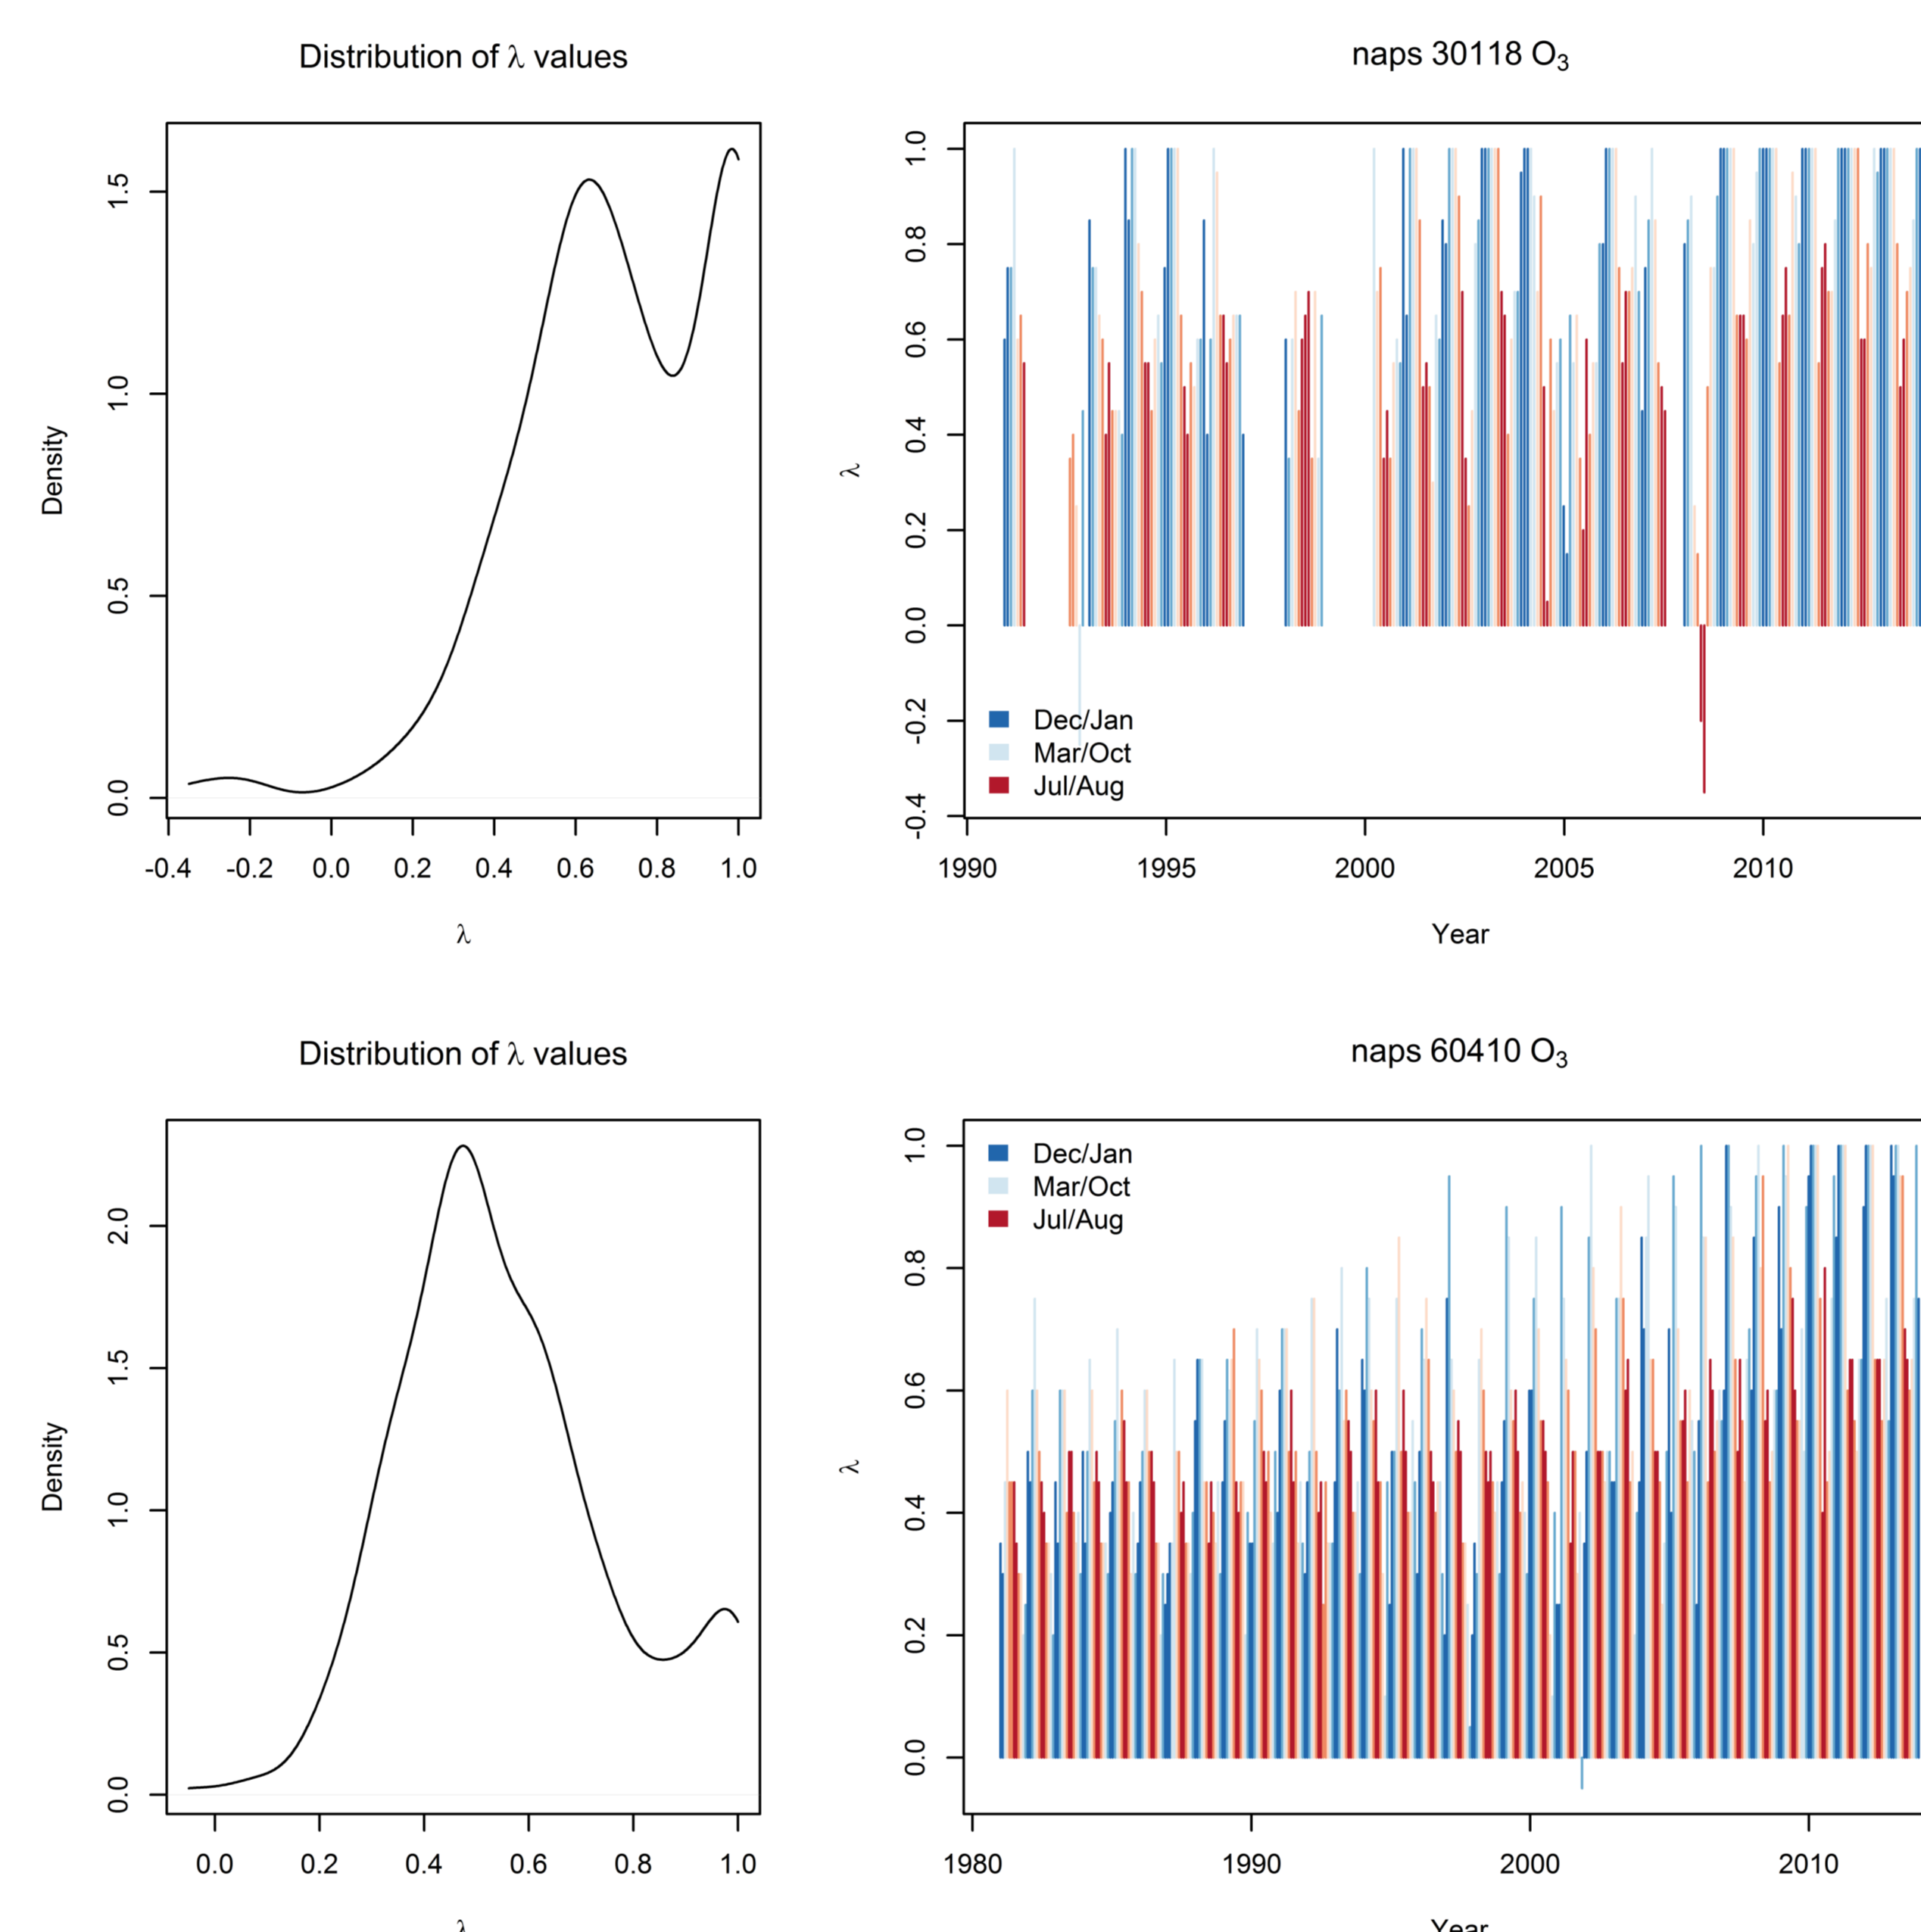 Distribution of λ values
1.5
1.0
0.5
0.0
Density
-0.4 -0.2 0.0 0.2 0.4 0.6 0.8 1.0
λ
naps 30118 O₃
1.0
0.8
0.6
0.4
0.2
0.0
-0.2
-0.4
λ
Dec/Jan
Mar/Oct
Jul/Aug
1990 1995 2000 2005 2010
Year
Distribution of λ values
2.0
1.5
1.0
0.5
0.0
Density
0.0 0.2 0.4 0.6 0.8 1.0
λ
naps 60410 O₃
1.0
0.8
0.6
0.4
0.2
0.0
λ
Dec/Jan
Mar/Oct
Jul/Aug
1980 1990 2000 2010
Year